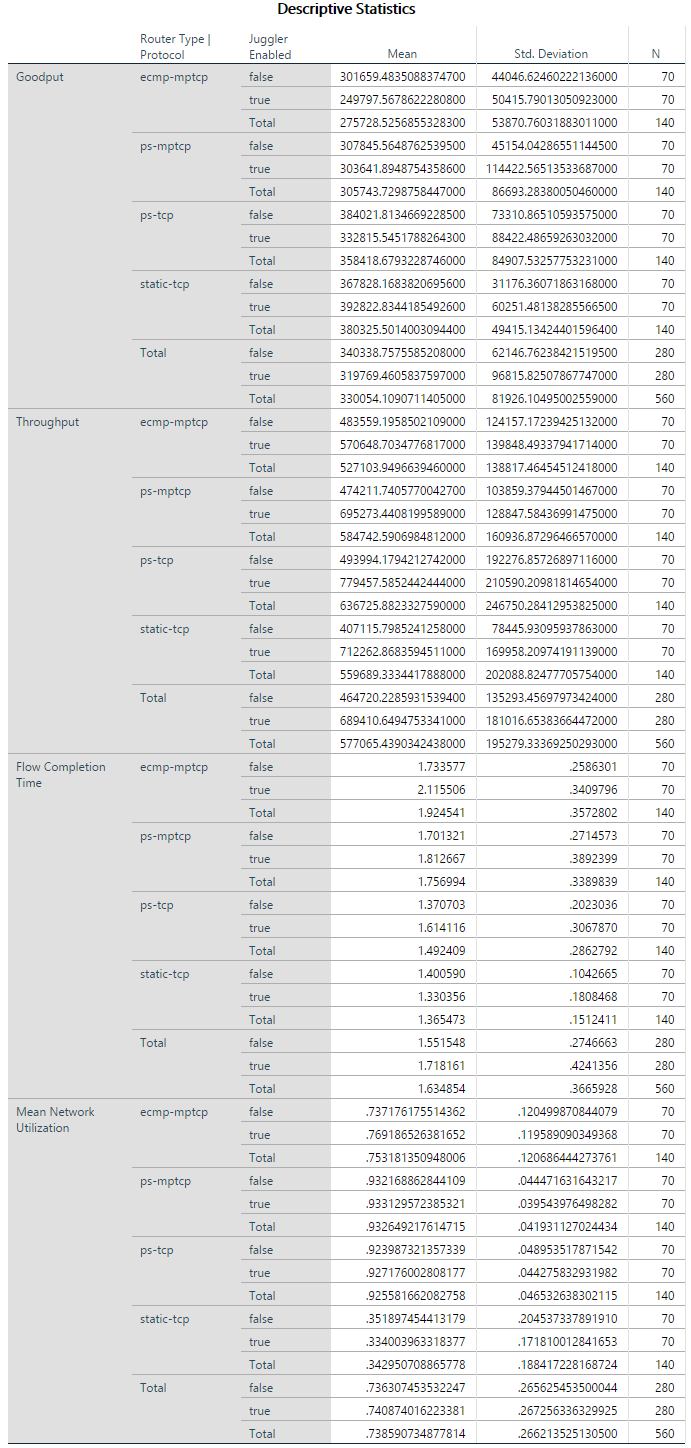 Descriptive Statistics
Router Type | Protocol Juggler Enabled Mean Std. Deviation N
Goodput ecmp-mptcp false 301659.4835088374700 44046.62460222136000 70
true 249797.5678622280800 50415.79013050923000 70
Total 275728.5256855328300 53870.76031883011000 140
ps-mptcp false 307845.5648762539500 45154.04286551144500 70
true 303641.8948754358600 114422.56513533687000 70
Total 305743.7298758447000 86693.28380050460000 140
ps-tcp false 384021.8134669228500 73310.86510593575000 70
true 332815.5451788264300 88422.48659263032000 70
Total 358418.6793228746000 84907.53257753231000 140
static-tcp false 367828.1683820695600 31176.36071863168000 70
true 392822.8344185492600 60251.48138285566500 70
Total 380325.5014003094400 49415.13424401596400 140
Total false 340338.7575585208000 62146.76238421519500 280
true 319769.4605837597000 96815.82507867747000 280
Total 330054.1090711405000 81926.10495002559000 560
Throughput ecmp-mptcp false 483559.1958502109000 124157.17239425132000 70
true 570648.7034776817000 139848.49337941714000 70
Total 527103.9496639460000 138817.46454512418000 140
ps-mptcp false 474211.7405770042700 103859.37944501467000 70
true 695273.4408199589000 128847.58436991475000 70
Total 584742.5906984812000 160936.87296466570000 140
ps-tcp false 493994.1794212742000 192276.85726897116000 70
true 779457.5852442444000 210590.20981814654000 70
Total 636725.8823327590000 246750.28412953825000 140
static-tcp false 407115.7985241258000 78445.93095937863000 70
true 712262.8683594511000 169958.20974191139000 70
Total 559689.3334417888000 202088.82477705754000 140
Total false 464720.2285931539400 135293.45697973424000 280
true 689410.6494753341000 181016.65383664472000 280
Total 577065.4390342438000 195279.33369250293000 560
Flow Completion Time ecmp-mptcp false 1.733577 .2586301 70
true 2.115506 .3409796 70
Total 1.924541 .3572802 140
ps-mptcp false 1.701321 .2714573 70
true 1.812667 .3892399 70
Total 1.756994 .3389839 140
ps-tcp false 1.370703 .2023036 70
true 1.614116 .3067870 70
Total 1.492409 .2862792 140
static-tcp false 1.400590 .1042665 70
true 1.330356 .1808468 70
Total 1.365473 .1512411 140
Total false 1.551548 .2746663 280
true 1.718161 .4241356 280
Total 1.634854 .3665928 560
Mean Network Utilization ecmp-mptcp false .737176175514362 .120499870844079 70
true .769186526381652 .119589090349368 70
Total .753181350948006 .120686444273761 140
ps-mptcp false .932168862844109 .044471631643217 70
true .933129572385321 .039543976498282 70
Total .932649217614715 .041931127024434 140
ps-tcp false .923987321357339 .048953517871542 70
true .927176002808177 .044275832931982 70
Total .925581662082758 .046532638302115 140
static-tcp false .351897454413179 .204537337891910 70
true .334003963318377 .171810012841653 70
Total .342950708865778 .188417228168724 140
Total false .736307453532247 .265625453500044 280
true .740874016223381 .267256336329925 280
Total .738590734877814 .266213525130500 560